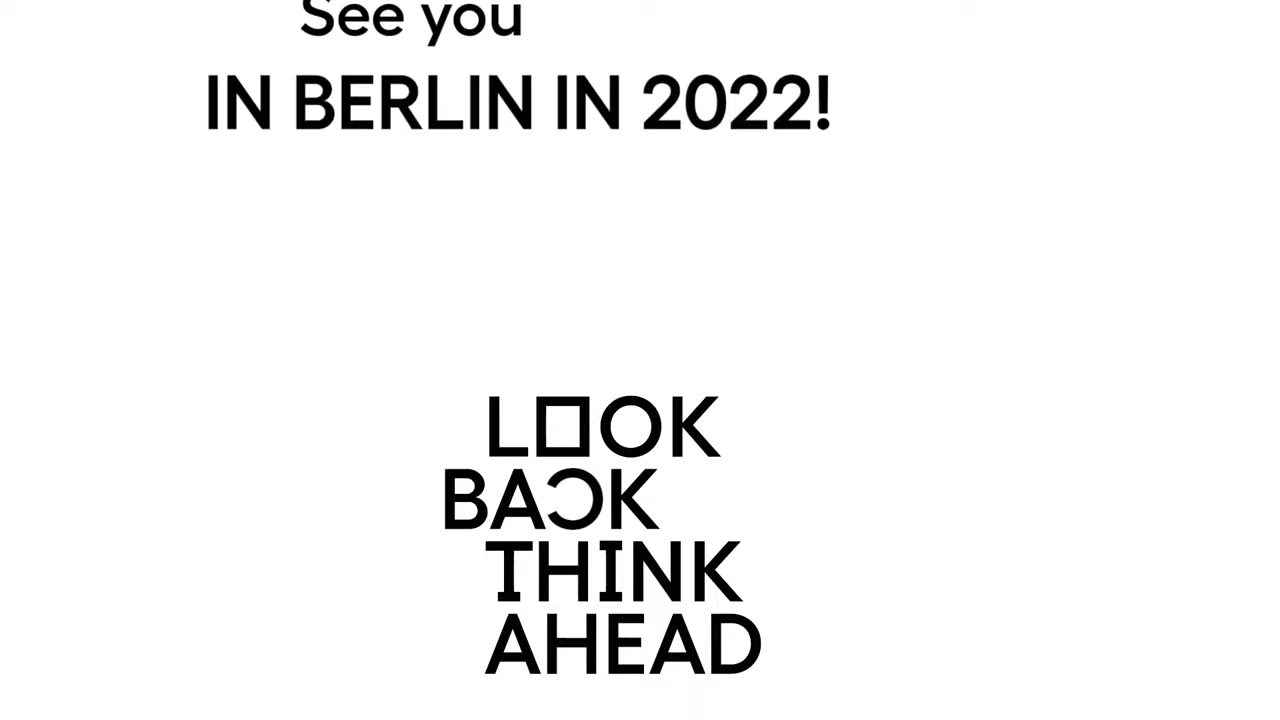 See you
IN BERLIN IN 2022!
LOOK
BACK
THINK
AHEAD